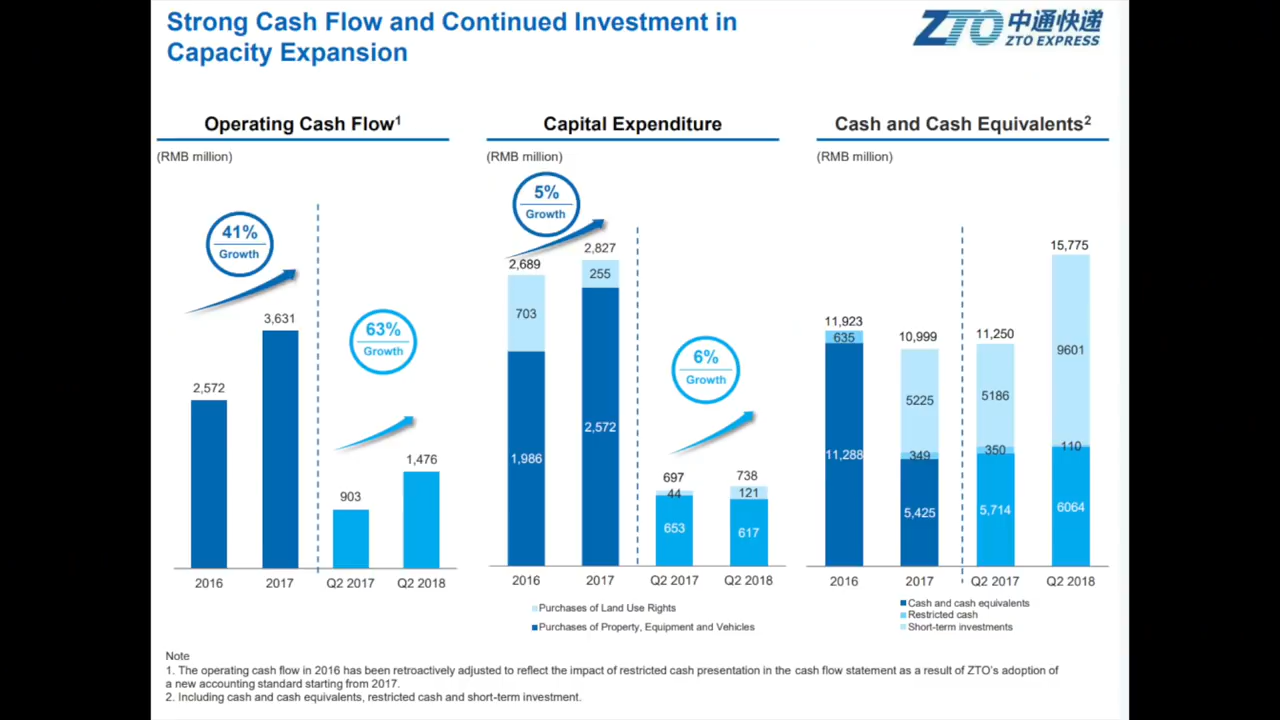 Strong Cash Flow and Continued Investment in
Capacity Expansion
ZTO 中通快递
ZTO EXPRESS
Operating Cash Flow1
(RMB million)
41%
Growth
63%
Growth
2,572
3,631
903
1,476
2016
2017
Q2 2017
Q2 2018
Capital Expenditure
(RMB million)
5%
Growth
6%
Growth
2,689
703
1,986
2,827
255
2,572
697
44
653
738
121
617
2016
2017
Q2 2017
Q2 2018
Purchases of Land Use Rights
Purchases of Property, Equipment and Vehicles
Cash and Cash Equivalents2
(RMB million)
11,923
635
11,288
10,999
5225
349
5,425
11,250
5186
350
5,714
15,775
9601
110
6064
2016
2017
Q2 2017
Q2 2018
Cash and cash equivalents
Restricted cash
Short-term investments
Note
1. The operating cash flow in 2016 has been retroactively adjusted to reflect the impact of restricted cash presentation in the cash flow statement as a result of ZTO's adoption of
a new accounting standard starting from 2017.
2. Including cash and cash equivalents, restricted cash and short-term investment.